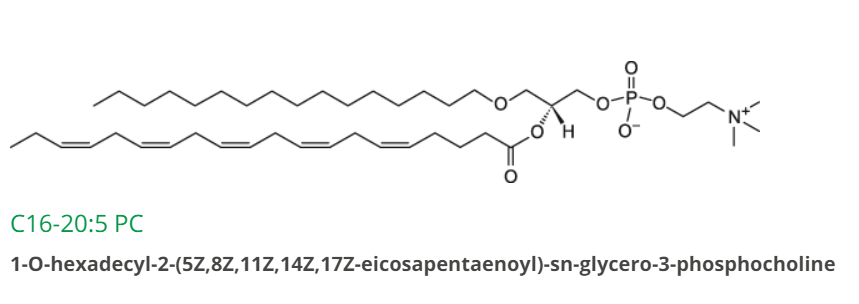 O
O
O
P
O
N+
O
H
O−
O
C16-20:5 PC
1-O-hexadecyl-2-(5Z,8Z,11Z,14Z,17Z-eicosapentaenoyl)-sn-glycero-3-phosphocholine